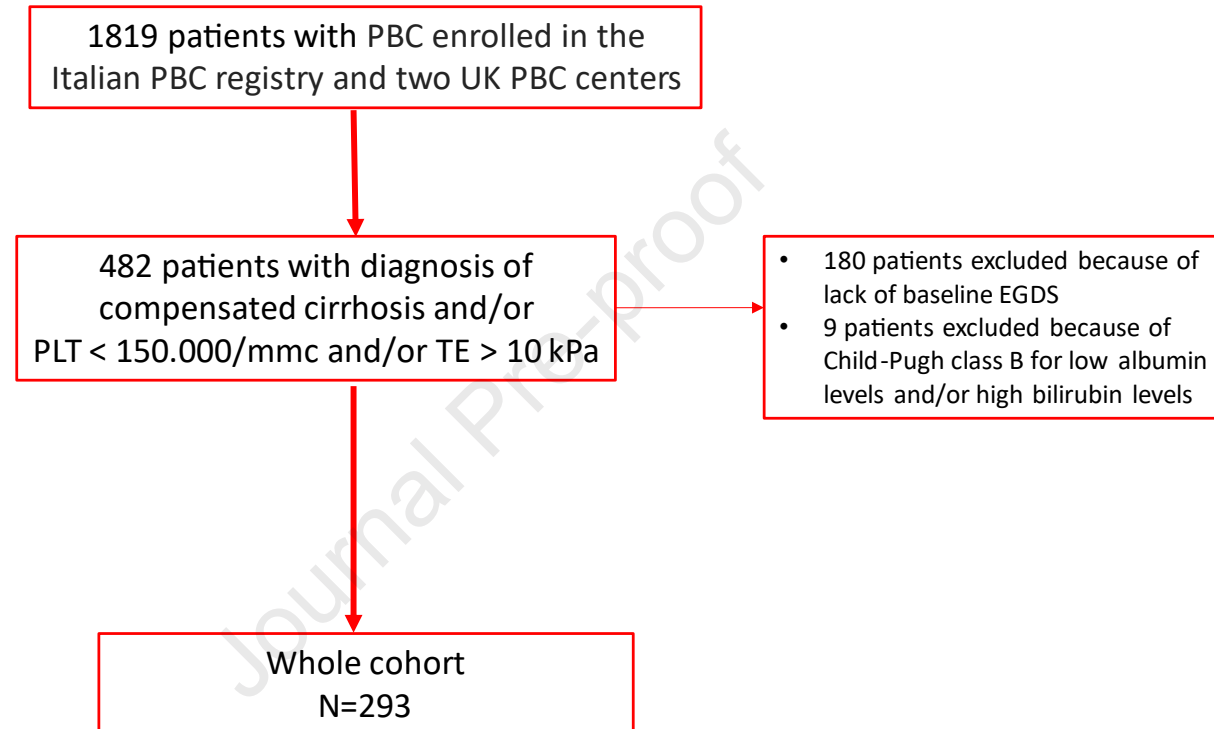 1819 patients with PBC enrolled in the
Italian PBC registry and two UK PBC centers
482 patients with diagnosis of
compensated cirrhosis and/or
PLT < 150.000/mmc and/or TE > 10 kPa
• 180 patients excluded because of
lack of baseline EGDS
• 9 patients excluded because of
Child-Pugh class B for low albumin
levels and/or high bilirubin levels
Whole cohort
N=293
Journal Pre-proof